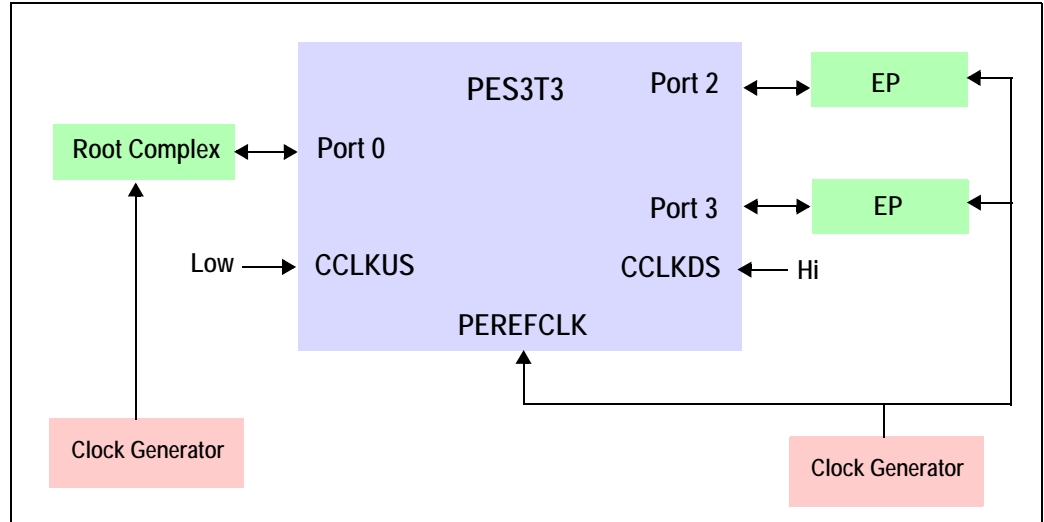 PES3T3
Port 2
EP
Root Complex
Port 0
Port 3
EP
Low
CCLKUS
CCLKDS
Hi
PEREFCLK
Clock Generator
Clock Generator